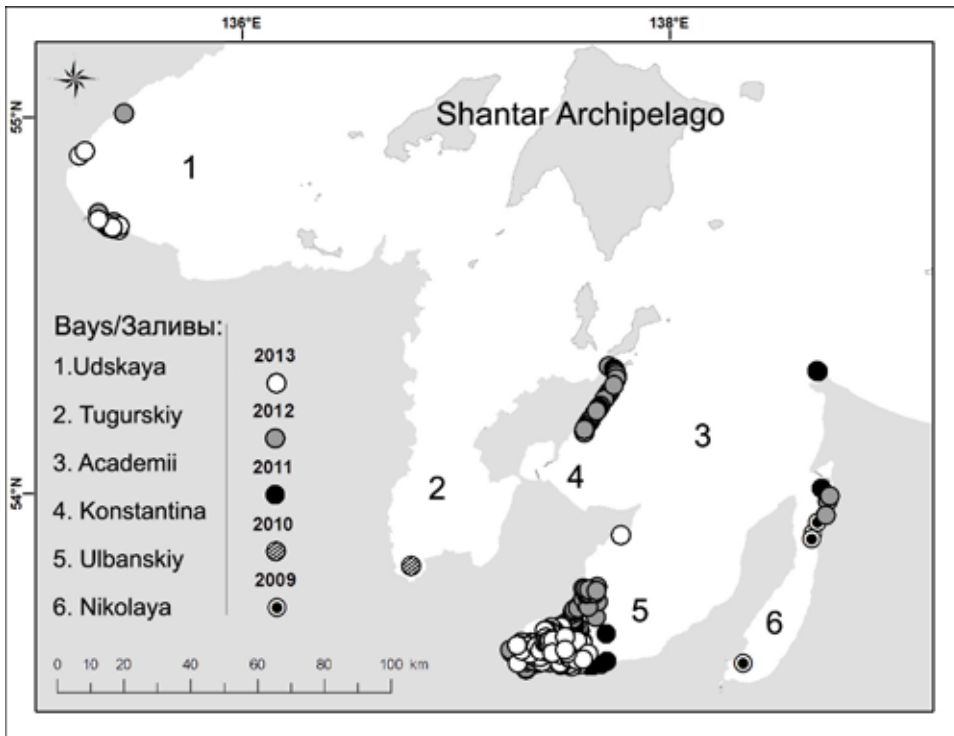 136°E 138°E
55°N
54°N
Shantar Archipelago
1
2
3
4
5
6
Bays/Заливы:
1.Udskaya
2. Tugurskiy
3. Academii
4. Konstantina
5. Ulbanskiy
6. Nikolaya
2013
2012
2011
2010
2009
0 10 20 40 60 80 100 km